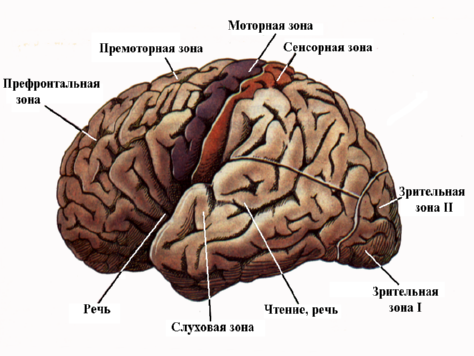 Моторная зона
Премоторная зона
Сенсорная зона
Префронтальная
зона
Зрительная
зона II
Речь
Слуховая зона
Чтение, речь
Зрительная
зона I